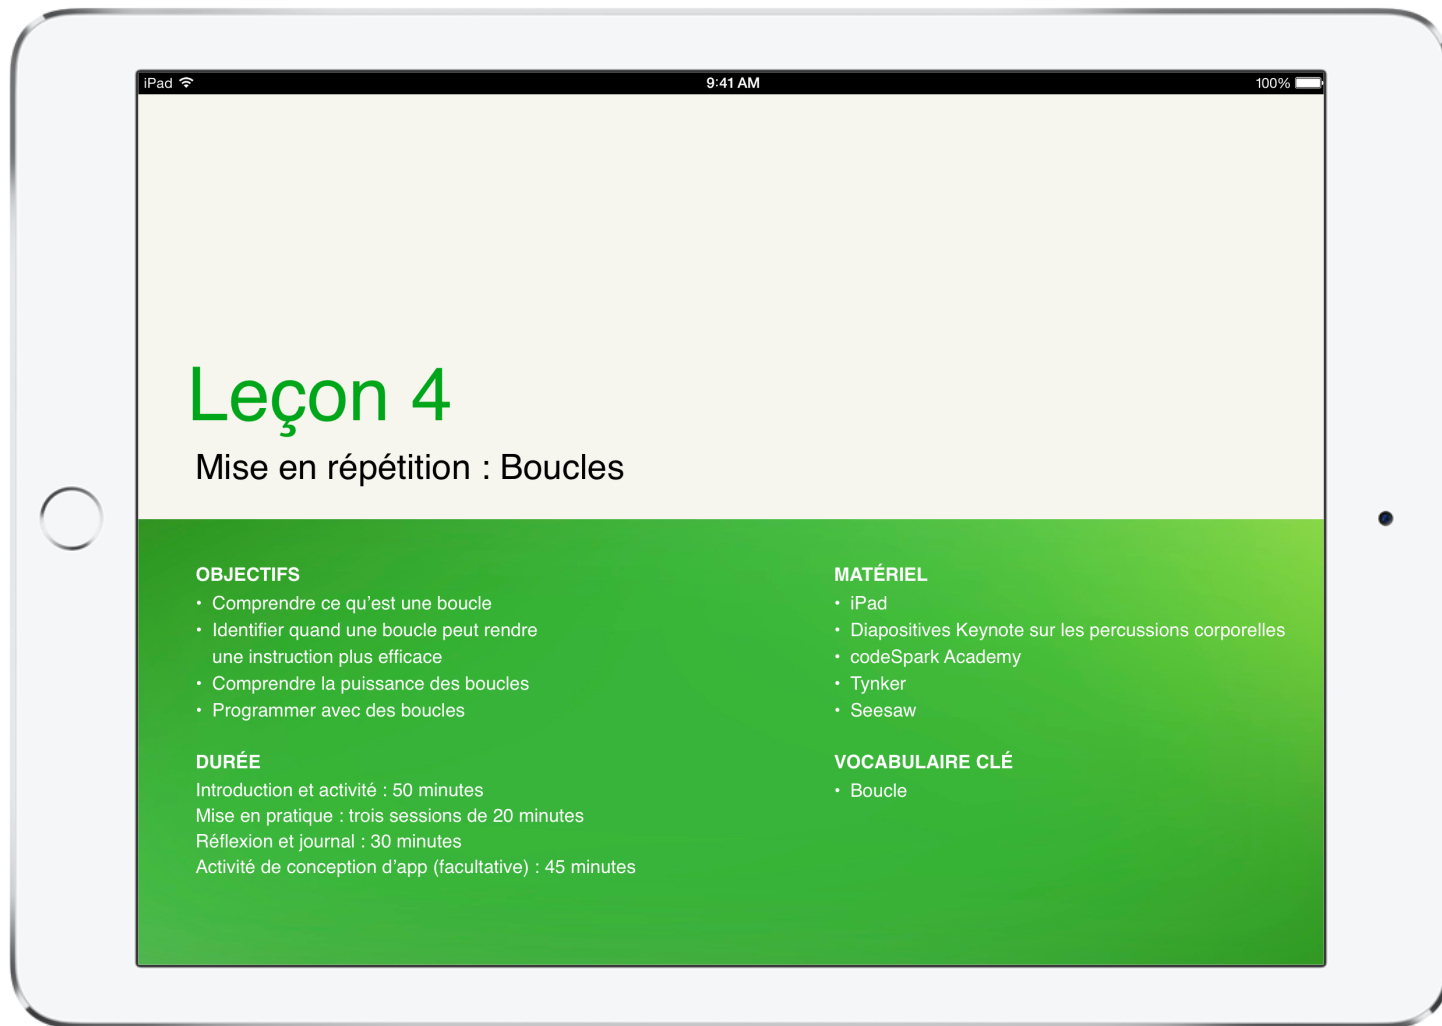 iPad
9:41 AM
100%
Leçon 4
Mise en répétition : Boucles
OBJECTIFS
• Comprendre ce qu’est une boucle
• Identifier quand une boucle peut rendre
une instruction plus efficace
• Comprendre la puissance des boucles
• Programmer avec des boucles
DURÉE
Introduction et activité : 50 minutes
Mise en pratique : trois sessions de 20 minutes
Réflexion et journal : 30 minutes
Activité de conception d’app (facultative) : 45 minutes
MATÉRIEL
• iPad
• Diapositives Keynote sur les percussions corporelles
• codeSpark Academy
• Tynker
• Seesaw
VOCABULAIRE CLÉ
• Boucle